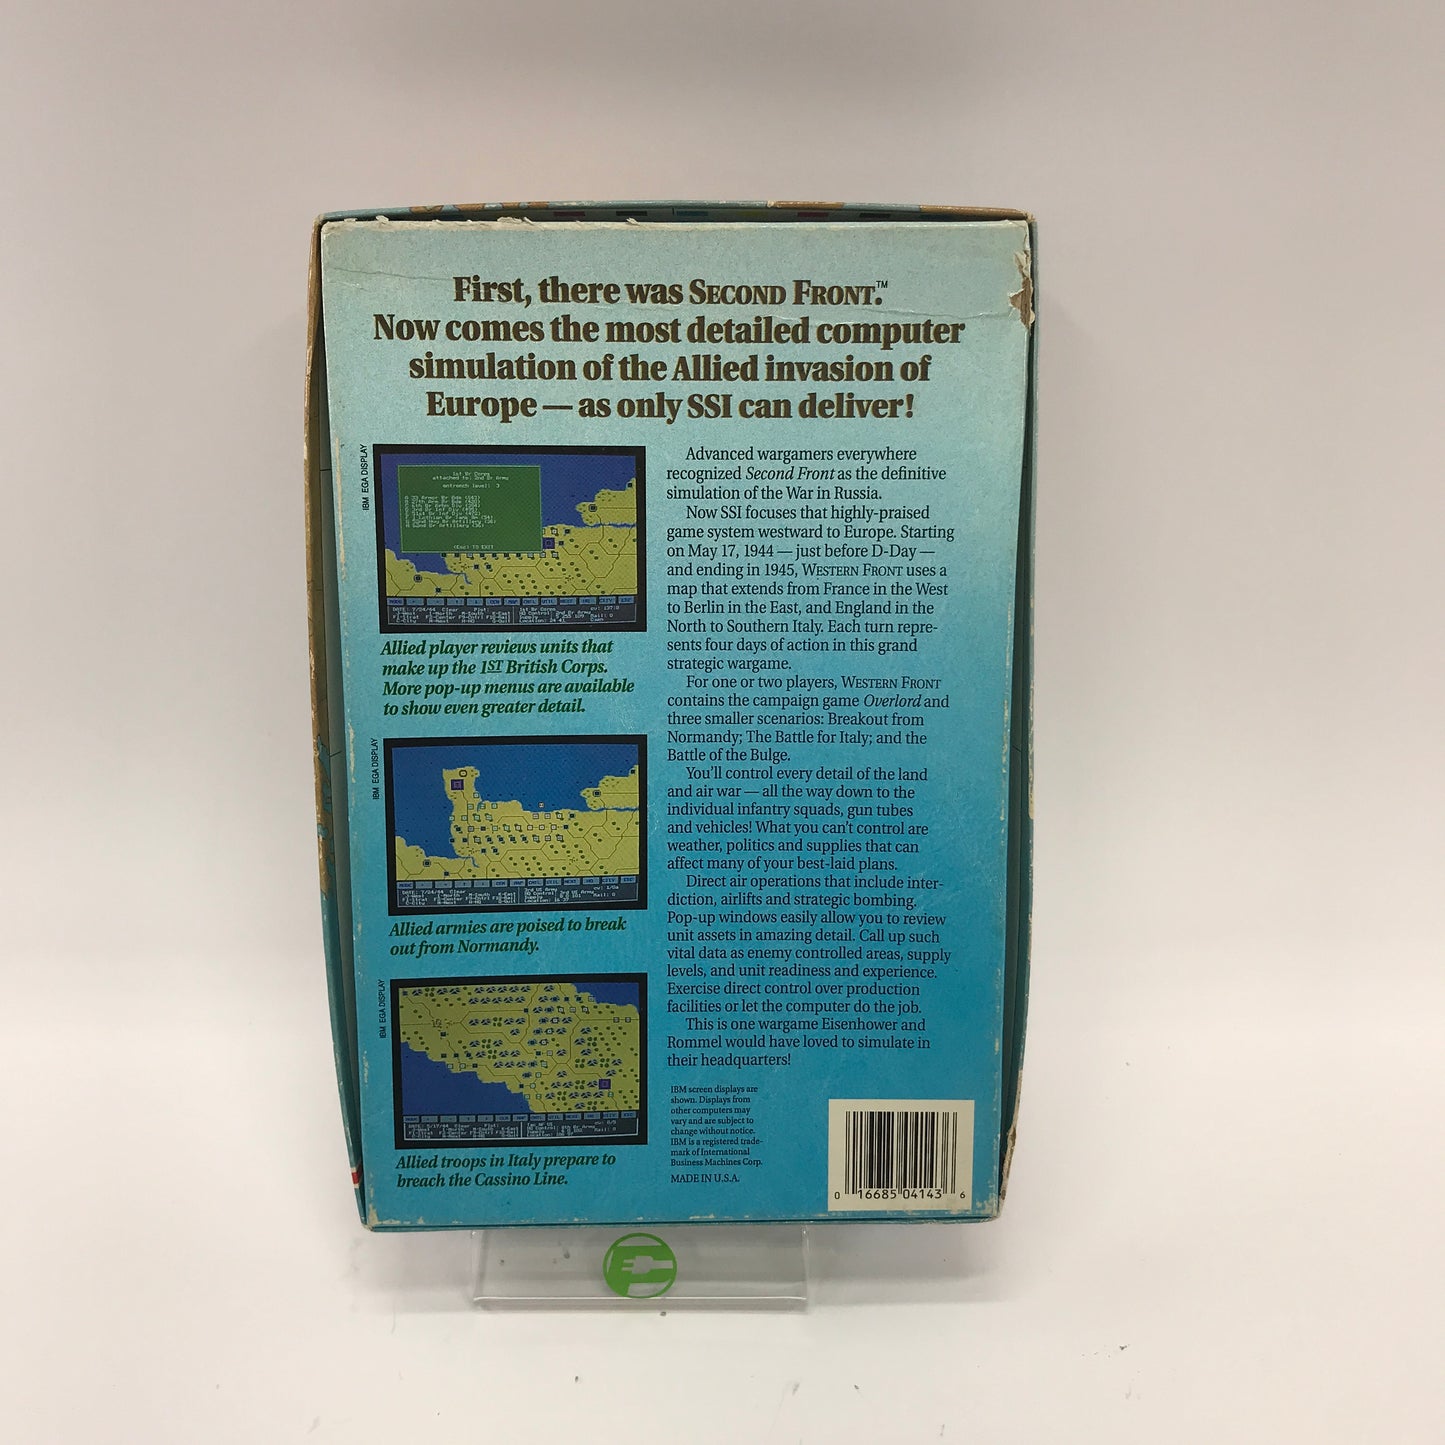 First, there was SECOND FRONT.™
Now comes the most detailed computer
simulation of the Allied invasion of
Europe — as only SSI can deliver!
IBM EGA DISPLAY
1st Br Corps
attached to: 2nd Br Army
entrench level: 3
<Esc> TO EXIT
Allied player reviews units that
make up the 1ST British Corps.
More pop-up menus are available
to show even greater detail.
IBM EGA DISPLAY
Allied armies are poised to break
out from Normandy.
IBM EGA DISPLAY
Allied troops in Italy prepare to
breach the Cassino Line.
Advanced wargamers everywhere
recognized Second Front as the definitive
simulation of the War in Russia.
Now SSI focuses that highly-praised
game system westward to Europe. Starting
on May 17, 1944 — just before D-Day —
and ending in 1945, WESTERN FRONT uses a
map that extends from France in the West
to Berlin in the East, and England in the
North to Southern Italy. Each turn repre-
sents four days of action in this grand
strategic wargame.
For one or two players, WESTERN FRONT
contains the campaign game Overlord and
three smaller scenarios: Breakout from
Normandy; The Battle for Italy; and the
Battle of the Bulge.
You'll control every detail of the land
and air war — all the way down to the
individual infantry squads, gun tubes
and vehicles! What you can't control are
weather, politics and supplies that can
affect many of your best-laid plans.
Direct air operations that include inter-
diction, airlifts and strategic bombing.
Pop-up windows easily allow you to review
unit assets in amazing detail. Call up such
vital data as enemy controlled areas, supply
levels, and unit readiness and experience.
Exercise direct control over production
facilities or let the computer do the job.
This is one wargame Eisenhower and
Rommel would have loved to simulate in
their headquarters!
IBM screen displays are
shown. Displays from
other computers may
vary and are subject to
change without notice.
IBM is a registered trade-
mark of International
Business Machines Corp.
MADE IN U.S.A.
0 16685 04143 6